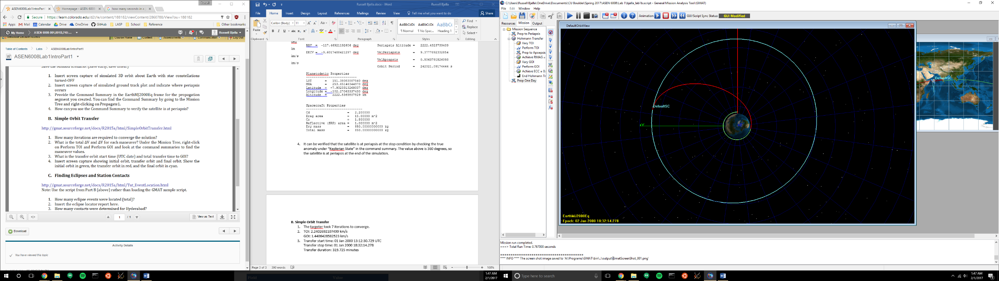 ASEN6008Lab1IntroPart1
Homepage - ASEN 6008
how many seconds in a
Russell
Secure
https://learn.colorado.edu/d2l/le/content/188182/viewContent/2860788/View?ou=188182
Apps
Mail
Calendar
Drive
OneDrive
GitHub
LASP
School
Reference
Other bookmarks
My Home
ASEN 6008-001,001B,740:...
Russell Bjella
Course Home
Content
Assessments
Communication
Log Out
Table of Contents
Labs
ASEN6008Lab1IntroPart1
ASEN6008Lab1IntroPart1
Save the Mission scenario! (Save early, save often!)
1. Insert screen capture of simulated 3D orbit about Earth with star constellations
turned-OFF
2. Insert screen capture of simulated ground track plot and indicate where periapsis
occurs
3. Provide the Command Summary in the EarthMJ2000Eq frame for the propagation
segment you created. You can find the Command Summary by going to the Mission
Tree and right-clicking on Propagate1.
4. How can you use the Command Summary to verify the satellite is at periapsis?
B. Simple Orbit Transfer
http://gmat.sourceforge.net/docs/R2015a/html/SimpleOrbitTransfer.html
1. How many iterations are required to converge the solution?
2. What is the total ΔV and ΔV for each maneuver? Under the Mission Tree, right-click
on Perform TOI and Perform GOI and look at the command summaries to find the
maneuver values.
3. What is the transfer orbit start time (UTC date) and total transfer time to GOI?
4. Insert screen capture showing initial orbit, transfer orbit and final orbit. Show the
initial orbit in green, the transfer orbit in red, and the final orbit in cyan.
C. Finding Eclipses and Station Contacts
http://gmat.sourceforge.net/docs/R2015a/html/Tut_EventLocation.html
Note: Use the script from Part B (above) rather than loading the GMAT sample script.
1. How many eclipse events were located (total)?
2. Insert the eclipse locator report here.
3. How many contacts were determined for Hyderabad?
1 / 1
View as Text
Download
Activity Details
You have viewed this topic
Russell Bjella.docx - Word
Russell Bjella
File Home Insert Design Layout References Mailings Review View Tell me what you want to do
Share
Paste
Calibri (Body)
11
Find
Replace
Select
AaBbCcDc AaBbCcDc AaBbCc
¶ Normal ¶ No Spac... Heading 1
Clipboard Font Paragraph Styles Editing
deg
RAV = -117.46921192606 deg Periapsis Altitude = 2222.4323739409
km
DECV = -9.6017488421297 deg VelPeriapsis = 9.3777892332854
km/s
VelApoapsis = 0.5063791526093
km/s
Orbit Period = 242021.09174444 s
Planetodetic Properties
LST = 151.38083007540 deg
MHA = 253.65146344970 deg
Latitude = -7.9323313269337 deg
Longitude = -102.27063337430 deg
Altitude = 2222.8369807829 km
Spacecraft Properties
Cd = 2.200000
Drag area = 15.00000 m^2
Cr = 1.800000
Reflective (SRP) area = 1.000000 m^2
Dry mass = 850.00000000000 kg
Total mass = 850.00000000000 kg
4. It can be verified that the satellite is at periapsis at the stop condition by checking the true
anomaly under "Keplerian State" in the command summary. The value above is 360 degrees, so
the satellite is at periapsis at the end of the simulation.
B. Simple Orbit Transfer
1. The targeter took 7 iterations to converge.
2. TOI: 2.2402692107499 km/s
GOI: 1.4406428582523 km/s
3. Transfer start time: 01 Jan 2000 13:12:30.729 UTC
Transfer stop time: 01 Jan 2000 18:32:14.278
Transfer duration: 319.725 minutes
Page 3 of 3 390 words
100%
C:\Users\Russell Bjella\OneDrive\Documents\CU Boulder\Spring 2017\ASEN 6008\Lab 1\bjella_lab1b.script - General Mission Analysis Tool (GMAT)
File Edit Window Help
Animation
GUI/Script Sync Status:
GUI Modified
Resources Mission Output
Mission Sequence
Prop to Periapsis
Hohmann Transfer
Vary TOI
Perform TOI
Prop to Apoapsis
Achieve RMAG =
Vary GOI
Perform GOI
Achieve ECC = 0.
End Hohmann Tr
Prop One Day
DefaultOrbitView
DefaultSC
+Y
EarthMJ2000Eq
Epoch: 02 Jan 2000 18:32:14.278
DefaultSC
Mission run completed.
===> Total Run Time: 0.767000 seconds
========================================
**** INFO **** The screen shot image saved to 'A:\Programs\GMAT\bin\..\output\GmatScreenShot_001.png'
Field Value
1:47 AM
2/1/2017
Type here to search
1:47 AM
2/1/2017